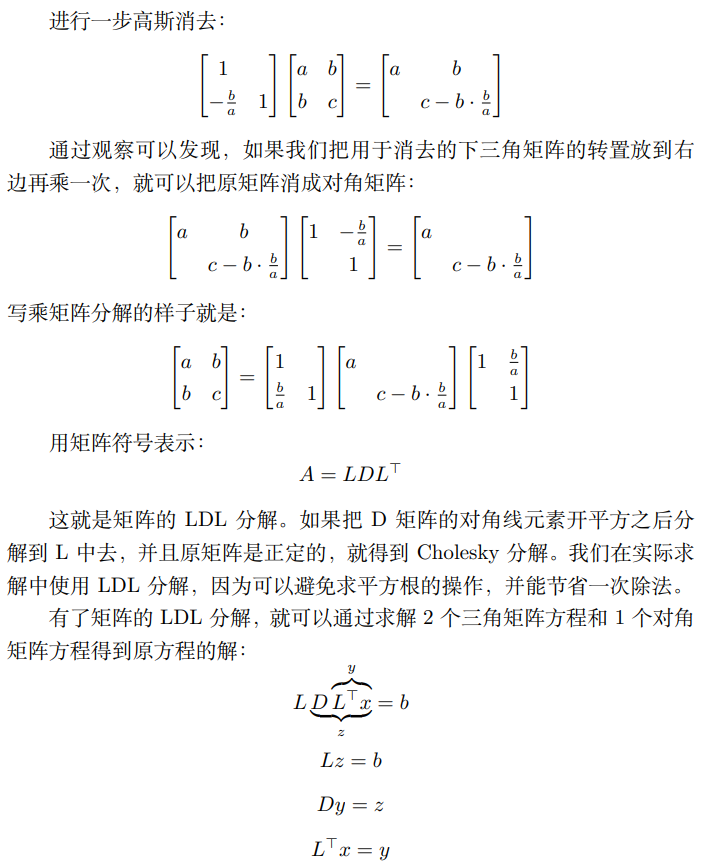 进行一步高斯消去：
\begin{bmatrix} 1 & \\ -\frac{b}{a} & 1 \end{bmatrix} \begin{bmatrix} a & b \\ b & c \end{bmatrix} = \begin{bmatrix} a & b \\ & c - b \cdot \frac{b}{a} \end{bmatrix}
通过观察可以发现，如果我们把用于消去的下三角矩阵的转置放到右
边再乘一次，就可以把原矩阵消成对角矩阵：
\begin{bmatrix} a & b \\ & c - b \cdot \frac{b}{a} \end{bmatrix} \begin{bmatrix} 1 & -\frac{b}{a} \\ & 1 \end{bmatrix} = \begin{bmatrix} a & \\ & c - b \cdot \frac{b}{a} \end{bmatrix}
写乘矩阵分解的样子就是：
\begin{bmatrix} a & b \\ b & c \end{bmatrix} = \begin{bmatrix} 1 & \\ \frac{b}{a} & 1 \end{bmatrix} \begin{bmatrix} a & \\ & c - b \cdot \frac{b}{a} \end{bmatrix} \begin{bmatrix} 1 & \frac{b}{a} \\ & 1 \end{bmatrix}
用矩阵符号表示：
A = LDL^\top
这就是矩阵的 LDL 分解。如果把 D 矩阵的对角线元素开平方之后分
解到 L 中去，并且原矩阵是正定的，就得到 Cholesky 分解。我们在实际求
解中使用 LDL 分解，因为可以避免求平方根的操作，并能节省一次除法。
有了矩阵的 LDL 分解，就可以通过求解 2 个三角矩阵方程和 1 个对角
矩阵方程得到原方程的解：
L \underbrace{D \overbrace{L^\top x}^{y}}_{z} = b
Lz = b
Dy = z
L^\top x = y